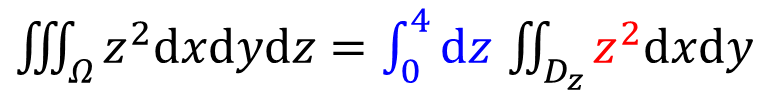 ∭_Ω z²dxdydz = ∫₀⁴ dz ∬_{D_z} z²dxdy